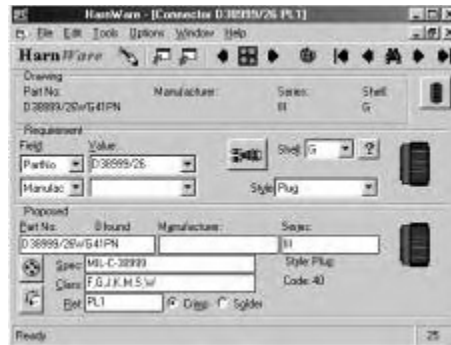 HarnWare - [Connector D38999/26 PL1]
File Edit Tools Options Window Help
HarnWare
Drawing
Part No: Manufacturer: Series: Shell:
D38999/26WG41PN III G
Requirement
Field Value:
PartNo D38999/26 Shell G ?
Manufac Style Plug
Proposed
Part No: 8 found Manufacturer: Series:
D38999/26WG41PN III
Spec: MIL-C-38999 Style: Plug
Class: F,G,J,K,M,S,W Code: 40
Ref: PL1 Crimp Solder
Ready 25